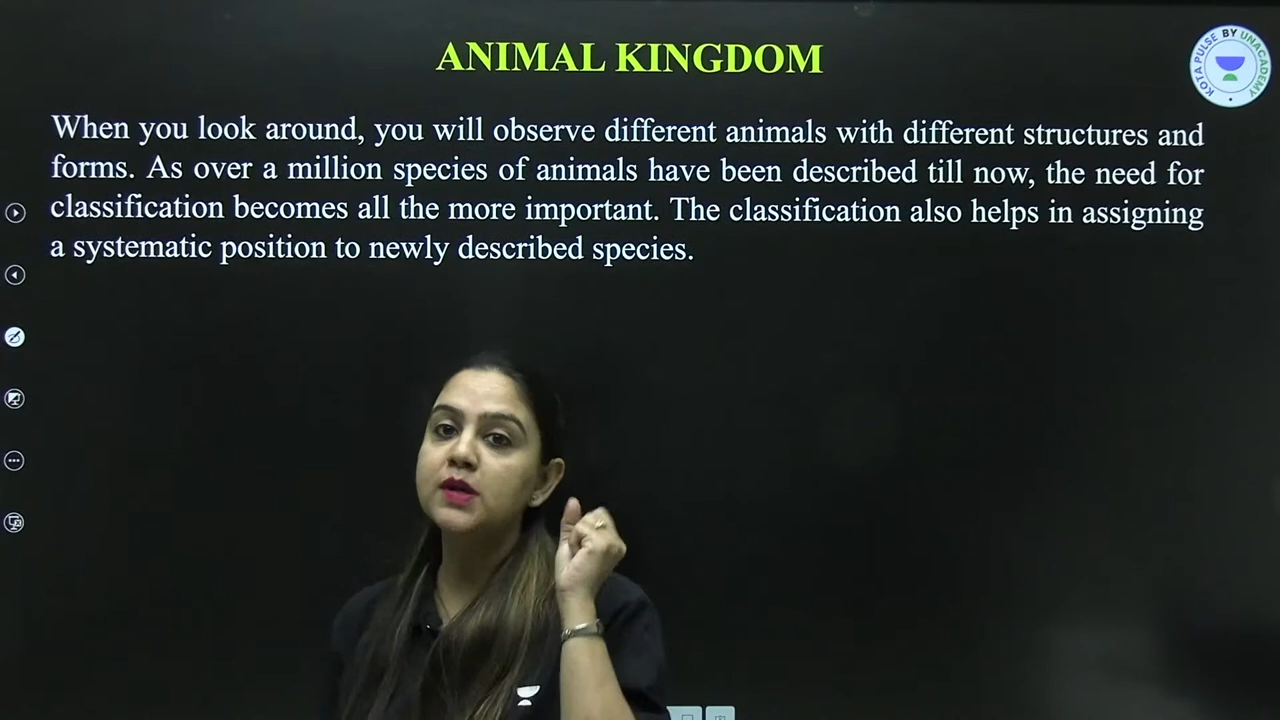 ANIMAL KINGDOM
KOTA PULSE BY UNACADEMY
When you look around, you will observe different animals with different structures and
forms. As over a million species of animals have been described till now, the need for
classification becomes all the more important. The classification also helps in assigning
a systematic position to newly described species.